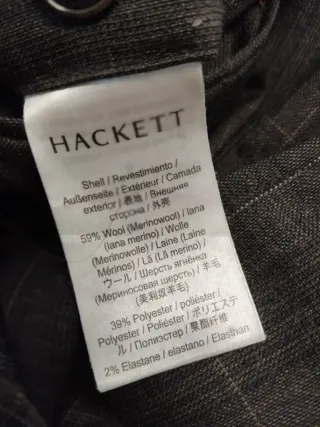 HACKETT
Shell / Revestimiento /
Außenseite / Extérieur / Camada
exterior / 表地 / Внешняя
сторона / 外壳
59% Wool (Merinowool) / lana
(lana merino) / Wolle
(Merinowolle) / Laine (Laine
Mérinos) / Lã (Lã merino) /
ウール / Шерсть ягнёнка
(Мериносовая шерсть) / 羊毛
(美利奴羊毛)
39% Polyester / poliéster /
Polyester / Poliéster / ポリエステ
ル / Полиэстер / 聚酯纤维
2% Elastane / elastano / Elasthan